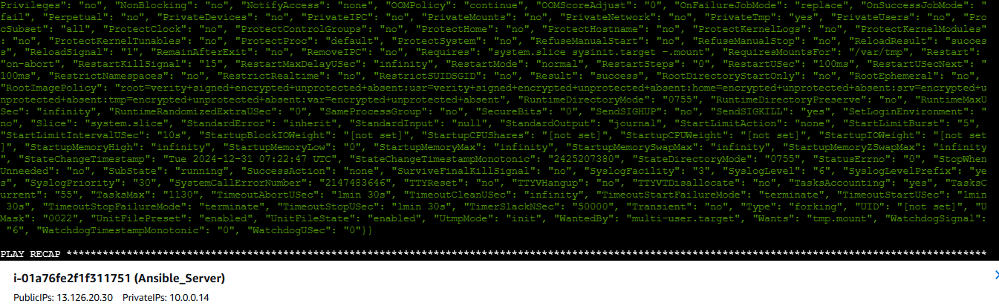 Privileges": "no", "NonBlocking": "no", "NotifyAccess": "none", "OOMPolicy": "continue", "OOMScoreAdjust": "0", "OnFailureJobMode": "replace", "OnSuccessJobMode": "
fail", "Perpetual": "no", "PrivateDevices": "no", "PrivateIPC": "no", "PrivateMounts": "no", "PrivateNetwork": "no", "PrivateTmp": "yes", "PrivateUsers": "no", "Pro
cSubset": "all", "ProtectClock": "no", "ProtectControlGroups": "no", "ProtectHome": "no", "ProtectHostname": "no", "ProtectKernelLogs": "no", "ProtectKernelModules"
: "no", "ProtectKernelTunables": "no", "ProtectProc": "default", "ProtectSystem": "no", "RefuseManualStart": "no", "RefuseManualStop": "no", "ReloadResult": "succes
s", "ReloadSignal": "1", "RemainAfterExit": "no", "RemoveIPC": "no", "Requires": "system.slice sysinit.target -.mount", "RequiresMountsFor": "/var/tmp", "Restart":
"on-abort", "RestartKillSignal": "15", "RestartMaxDelayUSec": "infinity", "RestartMode": "normal", "RestartSteps": "0", "RestartUSec": "100ms", "RestartUSecNext": "
100ms", "RestrictNamespaces": "no", "RestrictRealtime": "no", "RestrictSUIDSGID": "no", "Result": "success", "RootDirectoryStartOnly": "no", "RootEphemeral": "no",
"RootImagePolicy": "root=verity+signed+encrypted+unprotected+absent:usr=verity+signed+encrypted+unprotected+absent:home=encrypted+unprotected+absent:srv=encrypted+u
nprotected+absent:tmp=encrypted+unprotected+absent:var=encrypted+unprotected+absent", "RuntimeDirectoryMode": "0755", "RuntimeDirectoryPreserve": "no", "RuntimeMaxU
Sec": "infinity", "RuntimeRandomizedExtraUSec": "0", "SameProcessGroup": "no", "SecureBits": "0", "SendSIGHUP": "no", "SendSIGKILL": "yes", "SetLoginEnvironment": "
no", "Slice": "system.slice", "StandardError": "inherit", "StandardInput": "null", "StandardOutput": "journal", "StartLimitAction": "none", "StartLimitBurst": "5",
"StartLimitIntervalUSec": "10s", "StartupBlockIOWeight": "[not set]", "StartupCPUShares": "[not set]", "StartupCPUWeight": "[not set]", "StartupIOWeight": "[not set
]", "StartupMemoryHigh": "infinity", "StartupMemoryLow": "0", "StartupMemoryMax": "infinity", "StartupMemorySwapMax": "infinity", "StartupMemoryZSwapMax": "infinity
", "StateChangeTimestamp": "Tue 2024-12-31 07:22:47 UTC", "StateChangeTimestampMonotonic": "2425207380", "StateDirectoryMode": "0755", "StatusErrno": "0", "StopWhen
Unneeded": "no", "SubState": "running", "SuccessAction": "none", "SurviveFinalKillSignal": "no", "SyslogFacility": "3", "SyslogLevel": "6", "SyslogLevelPrefix": "ye
s", "SyslogPriority": "30", "SystemCallErrorNumber": "2147483646", "TTYReset": "no", "TTYVHangup": "no", "TTYVTDisallocate": "no", "TasksAccounting": "yes", "TasksC
urrent": "55", "TasksMax": "1130", "TimeoutAbortUSec": "1min 30s", "TimeoutCleanUSec": "infinity", "TimeoutStartFailureMode": "terminate", "TimeoutStartUSec": "1min
 30s", "TimeoutStopFailureMode": "terminate", "TimeoutStopUSec": "1min 30s", "TimerSlackNSec": "50000", "Transient": "no", "Type": "forking", "UID": "[not set]", "U
Mask": "0022", "UnitFilePreset": "enabled", "UnitFileState": "enabled", "UtmpMode": "init", "WantedBy": "multi-user.target", "Wants": "tmp.mount", "WatchdogSignal":
 "6", "WatchdogTimestampMonotonic": "0", "WatchdogUSec": "0"}}
PLAY RECAP ***************************************************************************************************************************************************
i-01a76fe2f1f311751 (Ansible_Server)
PublicIPs: 13.126.20.30 PrivateIPs: 10.0.0.14